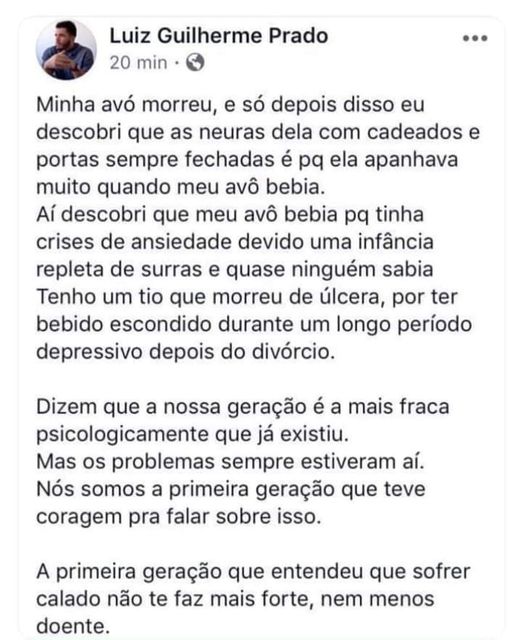 Luiz Guilherme Prado
20 min ·
Minha avó morreu, e só depois disso eu
descobri que as neuras dela com cadeados e
portas sempre fechadas é pq ela apanhava
muito quando meu avô bebia.
Aí descobri que meu avô bebia pq tinha
crises de ansiedade devido uma infância
repleta de surras e quase ninguém sabia
Tenho um tio que morreu de úlcera, por ter
bebido escondido durante um longo período
depressivo depois do divórcio.
Dizem que a nossa geração é a mais fraca
psicologicamente que já existiu.
Mas os problemas sempre estiveram aí.
Nós somos a primeira geração que teve
coragem pra falar sobre isso.
A primeira geração que entendeu que sofrer
calado não te faz mais forte, nem menos
doente.